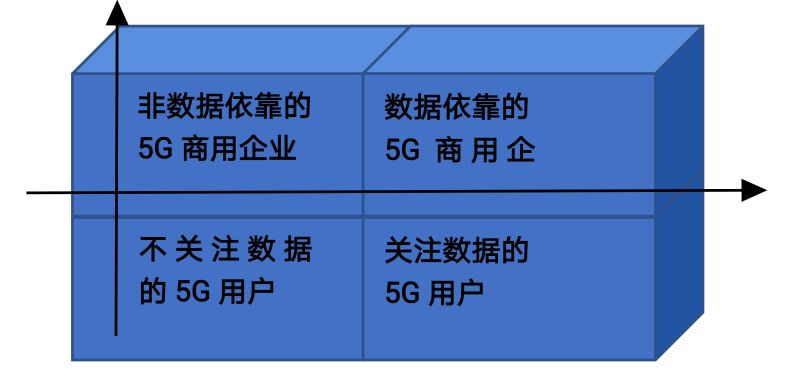 非数据依靠的
5G 商用企业
数据依靠的
5G 商 用 企
不 关 注 数 据
的 5G 用户
关注数据的
5G 用户